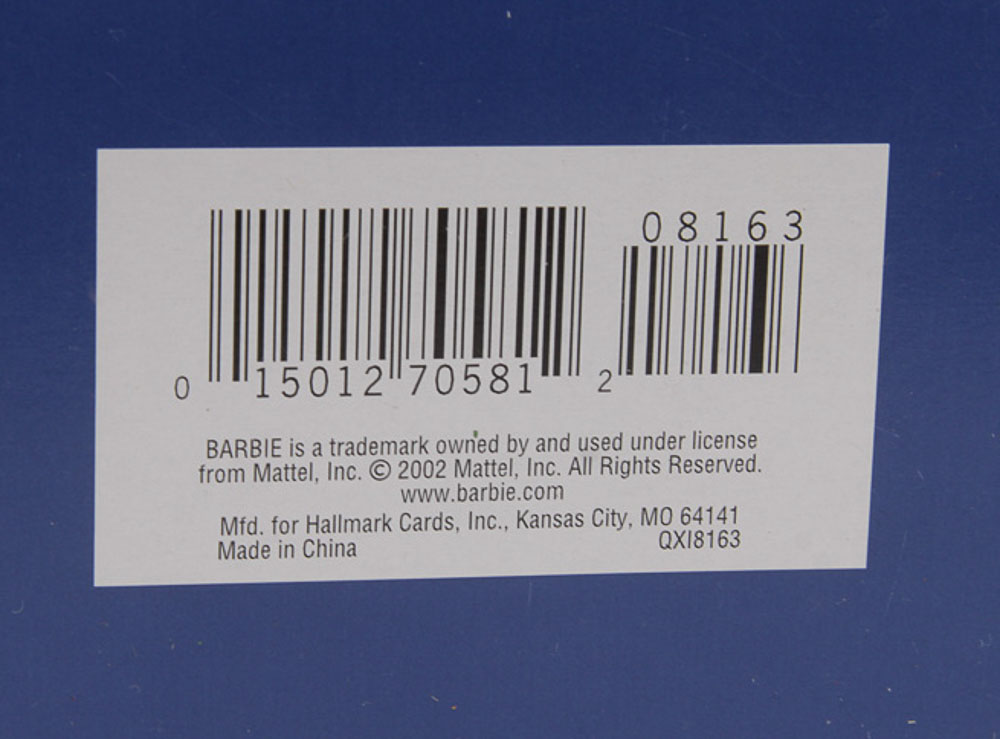 08163
0 15012 70581 2
BARBIE is a trademark owned by and used under license
from Mattel, Inc. © 2002 Mattel, Inc. All Rights Reserved.
www.barbie.com
Mfd. for Hallmark Cards, Inc., Kansas City, MO 64141
Made in China QXI8163